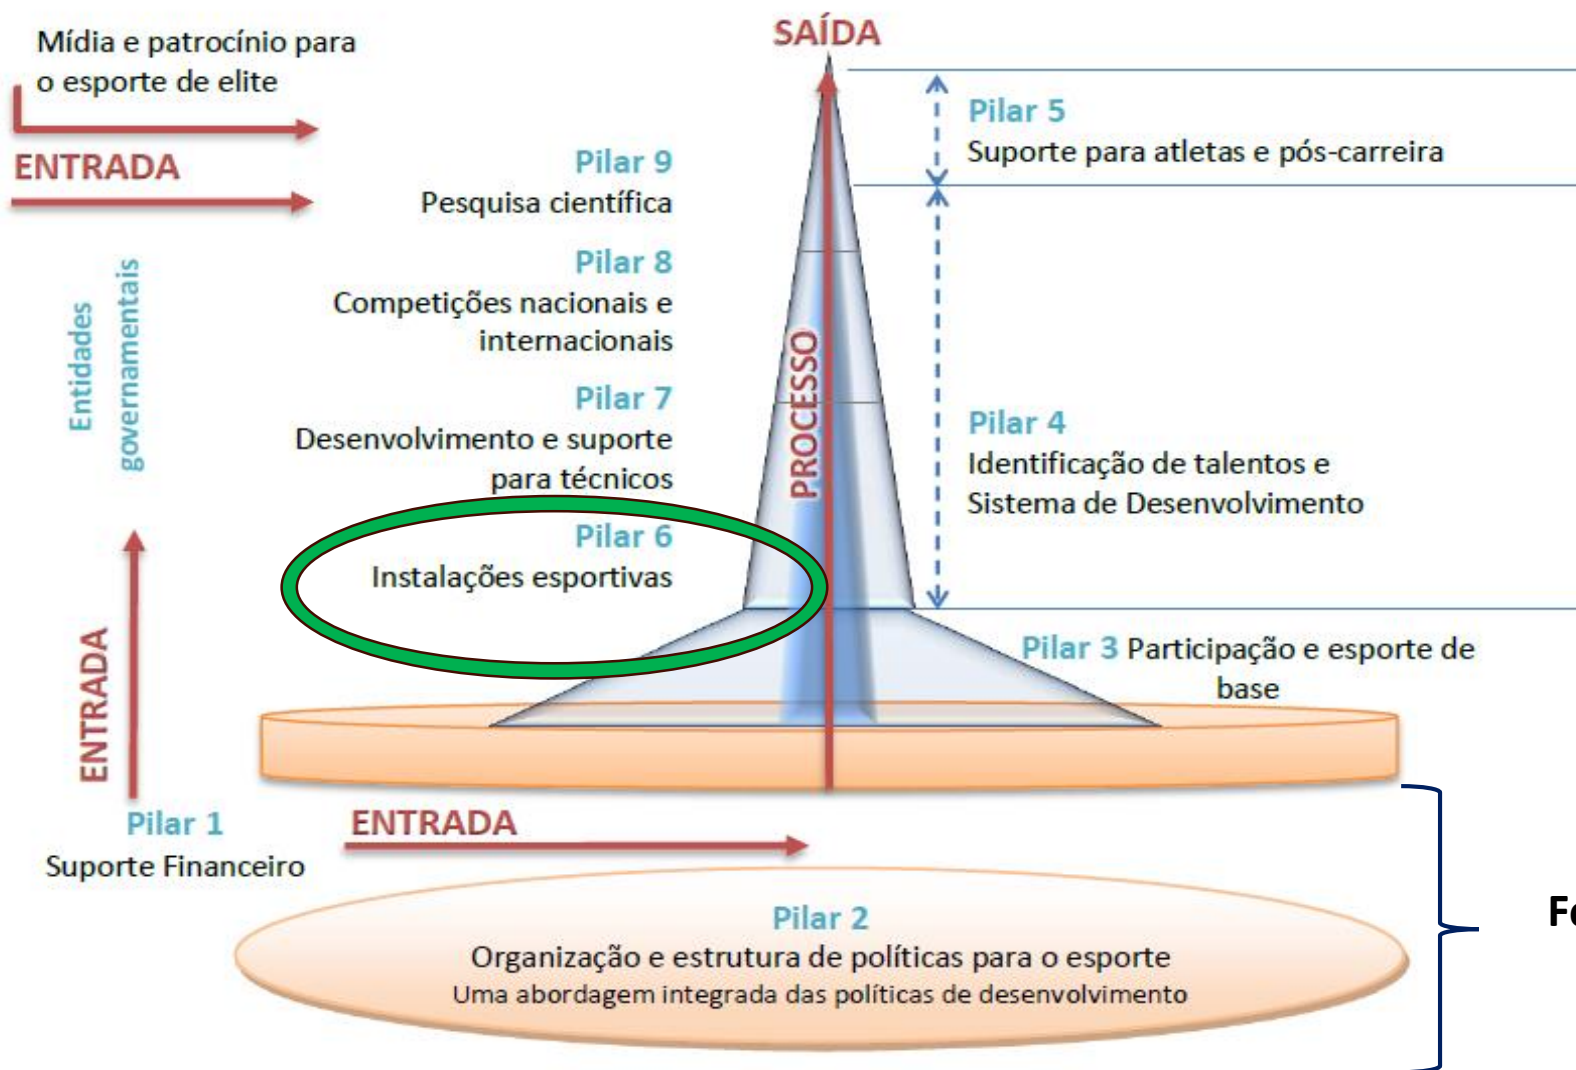 Mídia e patrocínio para
o esporte de elite
ENTRADA
SAÍDA
Pilar 9
Pesquisa científica
Pilar 8
Competições nacionais e
internacionais
Pilar 7
Desenvolvimento e suporte
para técnicos
Pilar 6
Instalações esportivas
Entidades
governamentais
ENTRADA
PROCESSO
Pilar 5
Suporte para atletas e pós-carreira
Pilar 4
Identificação de talentos e
Sistema de Desenvolvimento
Pilar 3 Participação e esporte de
base
Pilar 1
Suporte Financeiro
ENTRADA
Pilar 2
Organização e estrutura de políticas para o esporte
Uma abordagem integrada das políticas de desenvolvimento